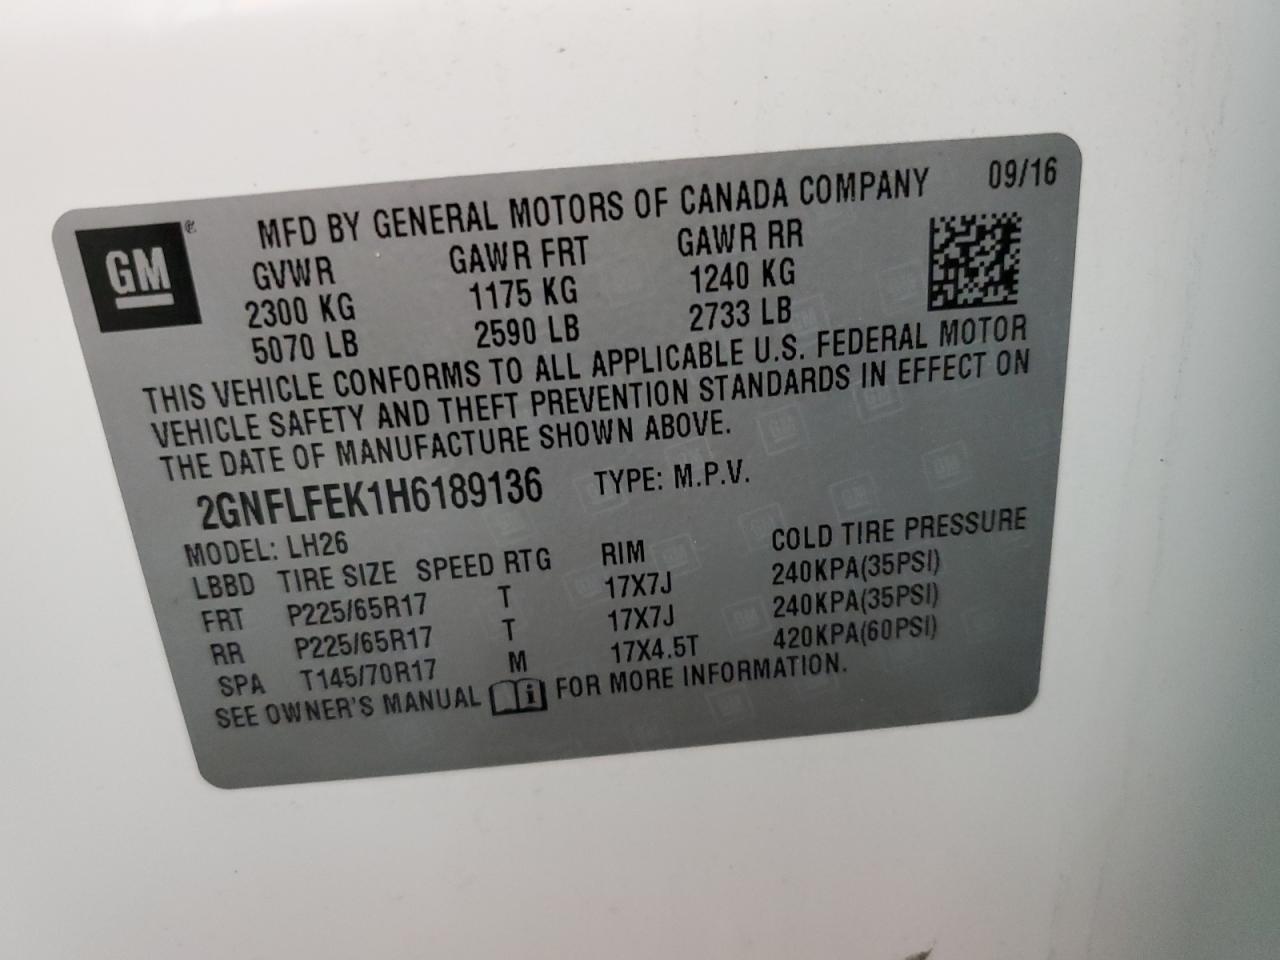 GM
MFD BY GENERAL MOTORS OF CANADA COMPANY 09/16
GVWR GAWR FRT GAWR RR
2300 KG 1175 KG 1240 KG
5070 LB 2590 LB 2733 LB
THIS VEHICLE CONFORMS TO ALL APPLICABLE U.S. FEDERAL MOTOR
VEHICLE SAFETY AND THEFT PREVENTION STANDARDS IN EFFECT ON
THE DATE OF MANUFACTURE SHOWN ABOVE.
2GNFLFEK1H6189136 TYPE: M.P.V.
MODEL: LH26
LBBD TIRE SIZE SPEED RTG RIM COLD TIRE PRESSURE
FRT P225/65R17 T 17X7J 240KPA(35PSI)
RR P225/65R17 T 17X7J 240KPA(35PSI)
SPA T145/70R17 M 17X4.5T 420KPA(60PSI)
SEE OWNER'S MANUAL i FOR MORE INFORMATION.